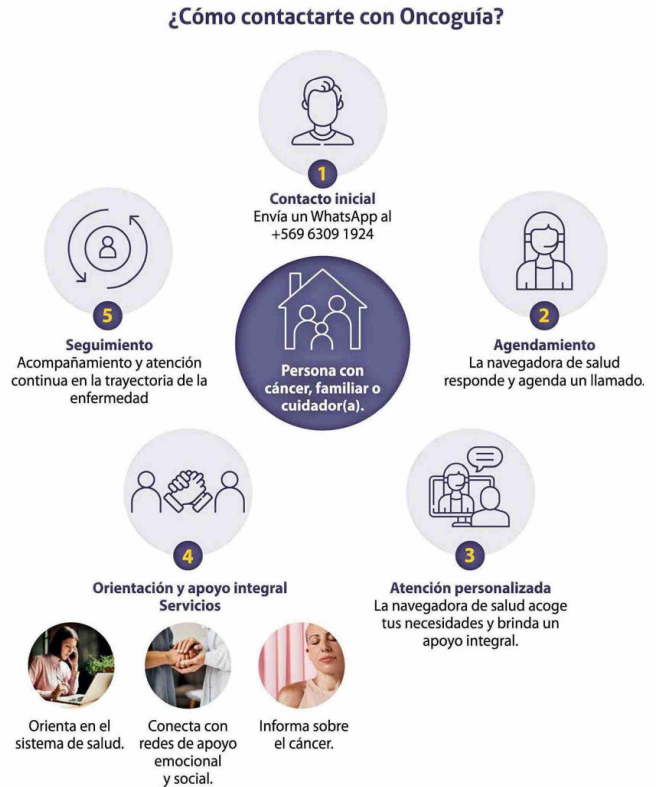 ¿Cómo contactarte con Oncoguía?
1
Contacto inicial
Envía un WhatsApp al
+569 6309 1924
2
Agendamiento
La navegadora de salud
responde y agenda un llamado.
3
Atención personalizada
La navegadora de salud acoge
tus necesidades y brinda un
apoyo integral.
4
Orientación y apoyo integral
Servicios
Orienta en el
sistema de salud.
Conecta con
redes de apoyo
emocional
y social.
Informa sobre
el cáncer.
5
Seguimiento
Acompañamiento y atención
continua en la trayectoria de la
enfermedad
Persona con
cáncer, familiar o
cuidador(a).